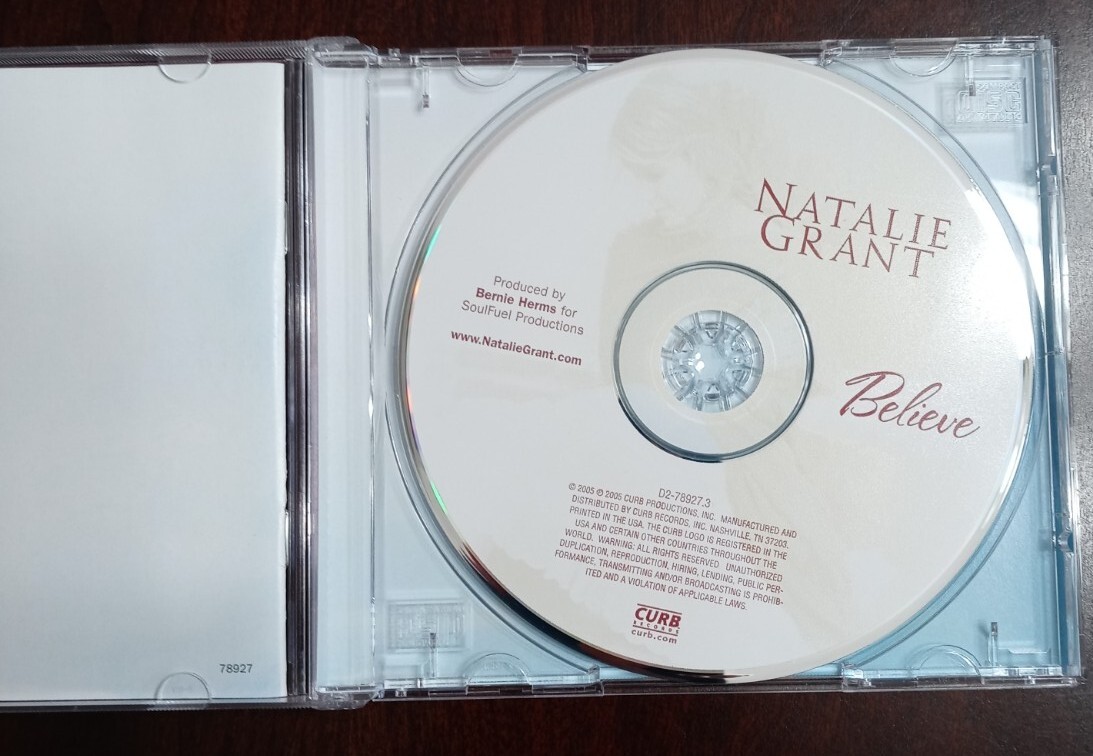 NATALIE
GRANT
Produced by
Bernie Herms for
SoulFuel Productions
www.NatalieGrant.com
Believe
D2-78927.3
© 2005 ℗ 2005 CURB PRODUCTIONS, INC. MANUFACTURED AND
DISTRIBUTED BY CURB RECORDS, INC. NASHVILLE, TN 37203.
PRINTED IN THE USA. THE CURB LOGO IS REGISTERED IN THE
USA AND CERTAIN OTHER COUNTRIES THROUGHOUT THE
WORLD. WARNING: ALL RIGHTS RESERVED. UNAUTHORIZED
DUPLICATION, REPRODUCTION, HIRING, LENDING, PUBLIC PER-
FORMANCE, TRANSMITTING AND/OR BROADCASTING IS PROHIB-
ITED AND A VIOLATION OF APPLICABLE LAWS.
CURB
RECORDS
curb.com
78927